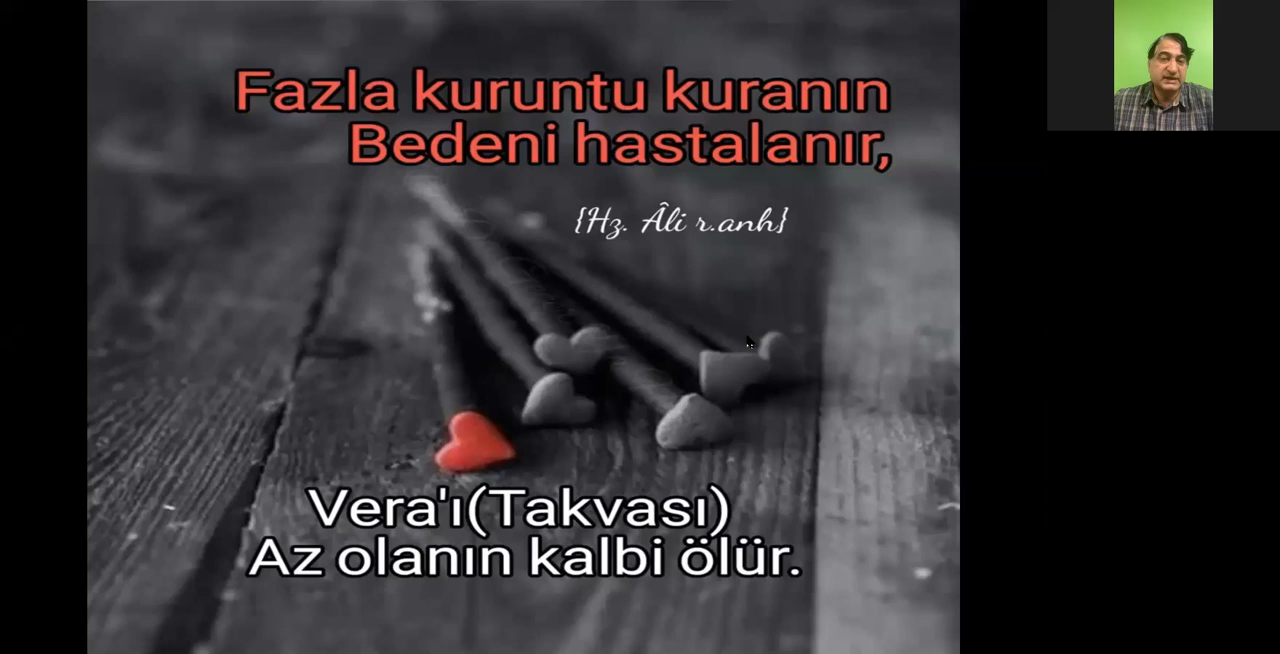 Fazla kuruntu kuranın
Bedeni hastalanır,
{Hz. Âli r.anh}
Vera'ı(Takvası)
Az olanın kalbi ölür.